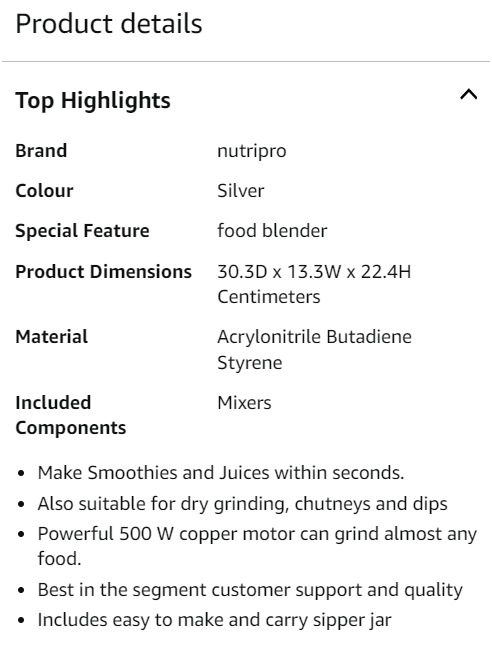 Product details
Top Highlights
Brand nutripro
Colour Silver
Special Feature food blender
Product Dimensions 30.3D x 13.3W x 22.4H
Centimeters
Material Acrylonitrile Butadiene
Styrene
Included Mixers
Components
• Make Smoothies and Juices within seconds.
• Also suitable for dry grinding, chutneys and dips
• Powerful 500 W copper motor can grind almost any
food.
• Best in the segment customer support and quality
• Includes easy to make and carry sipper jar